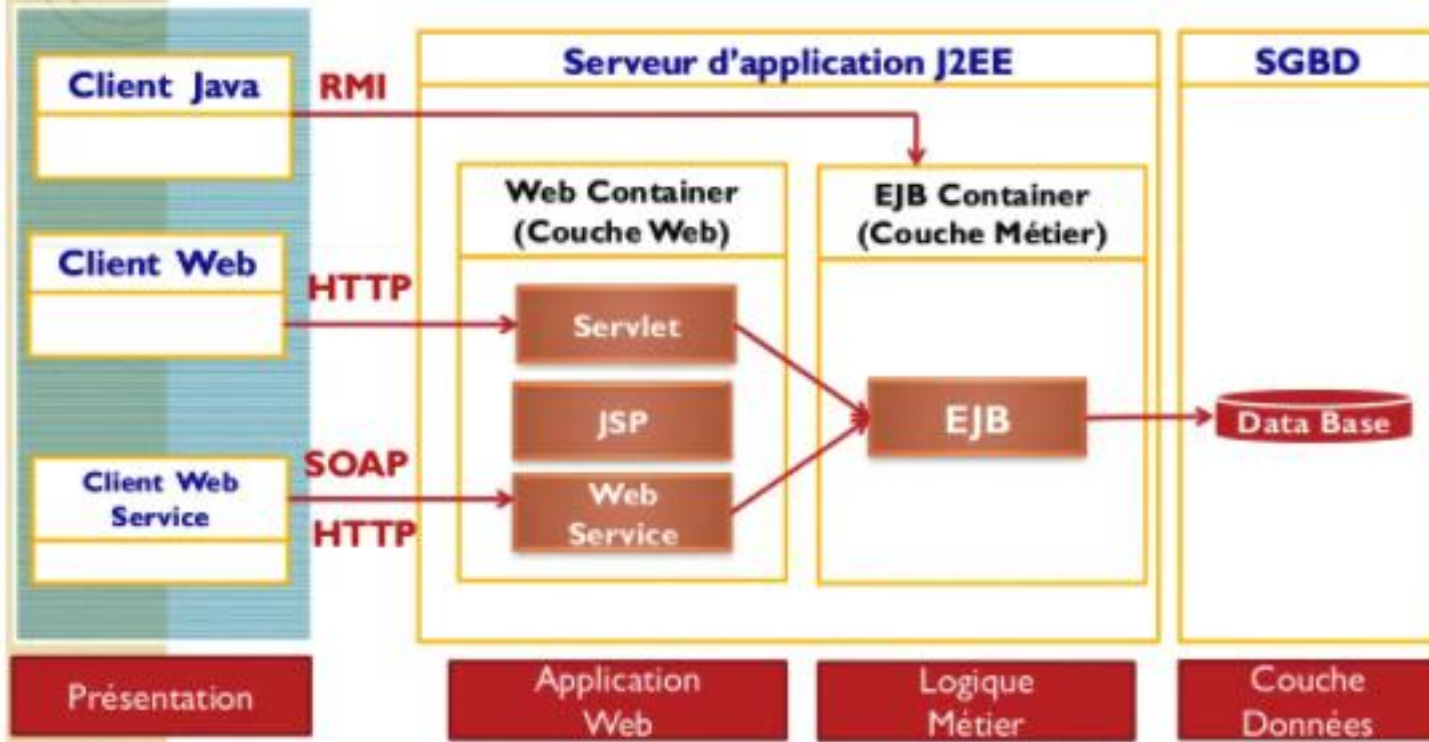 Client Java
RMI
Serveur d'application J2EE
SGBD
Web Container
(Couche Web)
EJB Container
(Couche Métier)
Client Web
HTTP
Servlet
JSP
EJB
Data Base
Client Web
Service
SOAP
HTTP
Web
Service
Présentation
Application
Web
Logique
Métier
Couche
Données